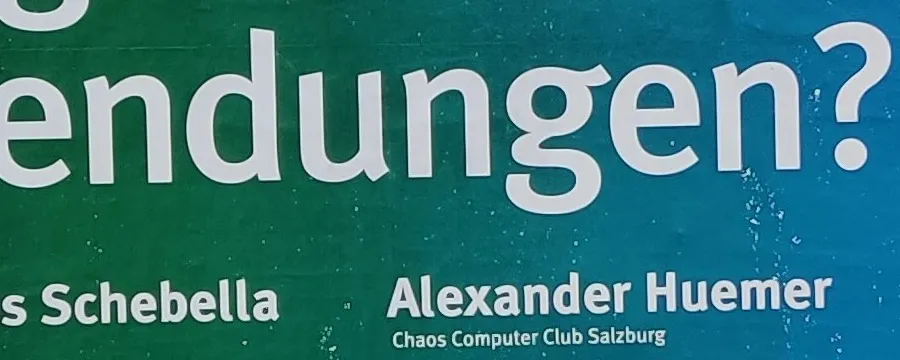 endungen?
s Schebella
Alexander Huemer
Chaos Computer Club Salzburg